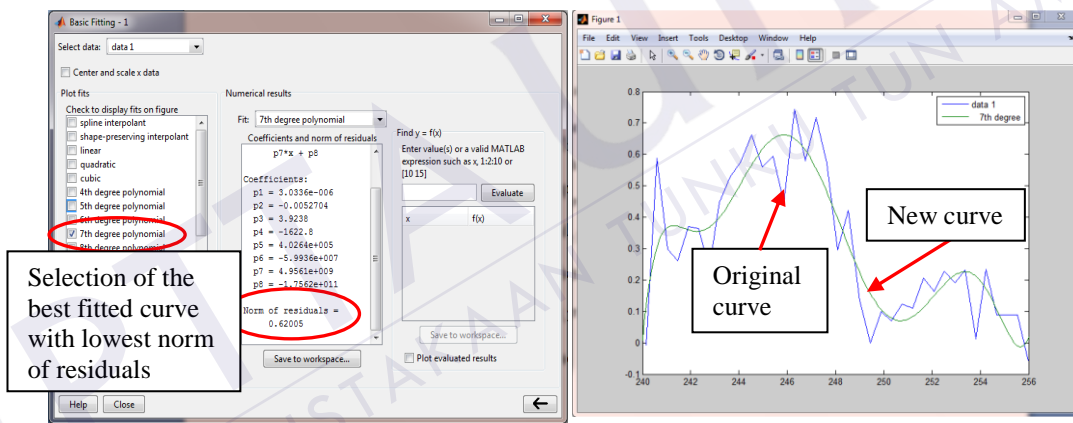 Basic Fitting - 1
Select data: data 1
Center and scale x data
Plot fits
Check to display fits on figure
spline interpolant
shape-preserving interpolant
linear
quadratic
cubic
4th degree polynomial
5th degree polynomial
6th degree polynomial
7th degree polynomial
8th degree polynomial
Numerical results
Fit: 7th degree polynomial
Coefficients and norm of residuals
p7*x + p8
Coefficients:
p1 = 3.0336e-006
p2 = -0.0052704
p3 = 3.9238
p4 = -1622.8
p5 = 4.0264e+005
p6 = -5.9936e+007
p7 = 4.9561e+009
p8 = -1.7562e+011
Norm of residuals =
0.62005
Save to workspace...
Find y = f(x)
Enter value(s) or a valid MATLAB
expression such as x, 1:2:10 or
[10 15]
Evaluate
x f(x)
Save to workspace...
Plot evaluated results
Help Close
Selection of the
best fitted curve
with lowest norm
of residuals
Figure 1
File Edit View Insert Tools Desktop Window Help
0.8
0.7
0.6
0.5
0.4
0.3
0.2
0.1
0
-0.1
240 242 244 246 248 250 252 254 256
data 1
7th degree
Original
curve
New curve
PTTA
PUSTAKAAN TUNKU TUN